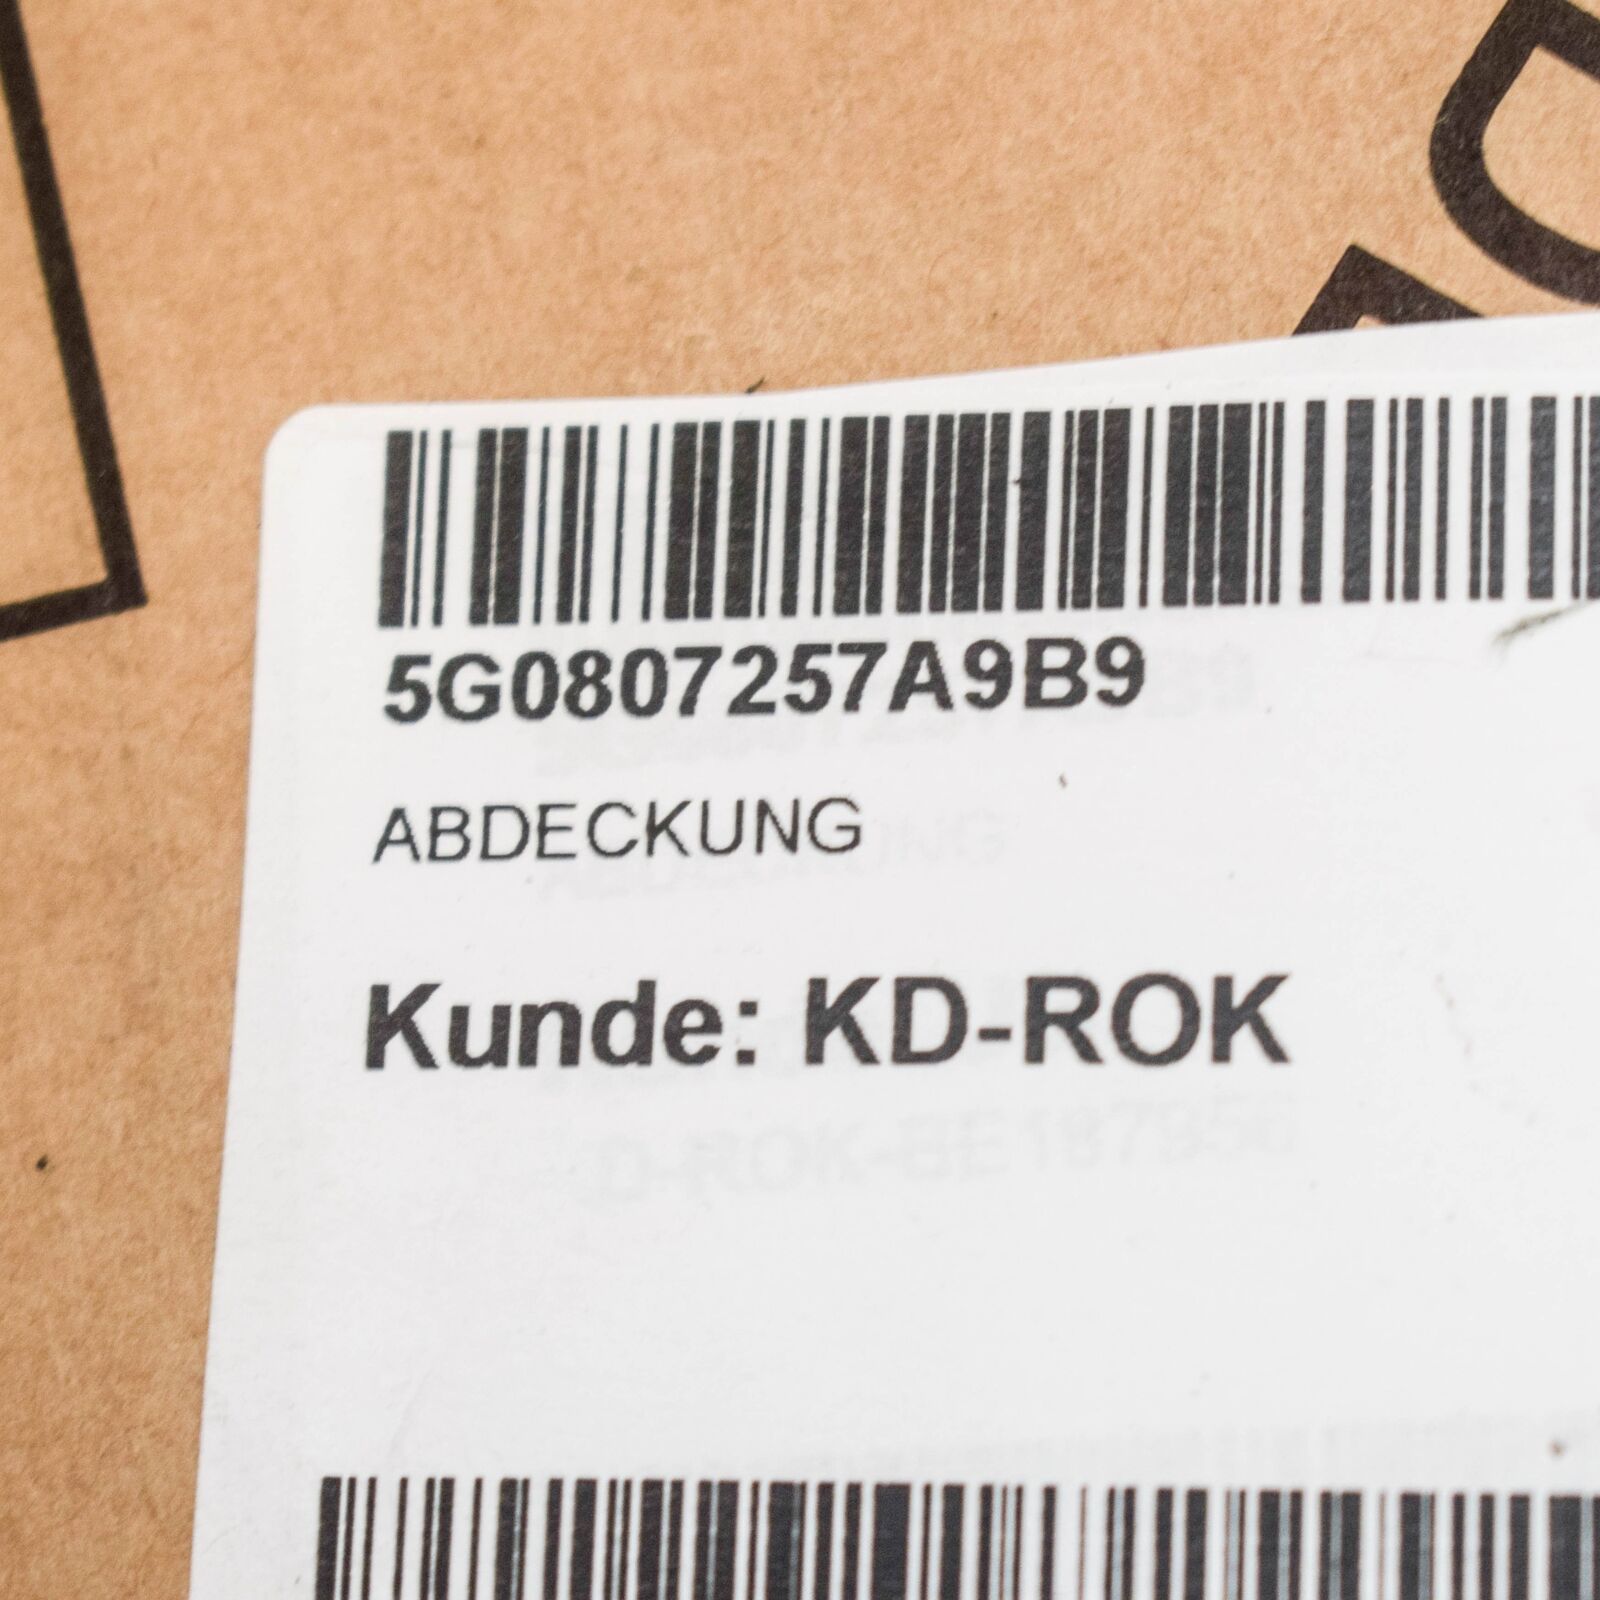 5G0807257A9B9
ABDECKUNG
Kunde: KD-ROK